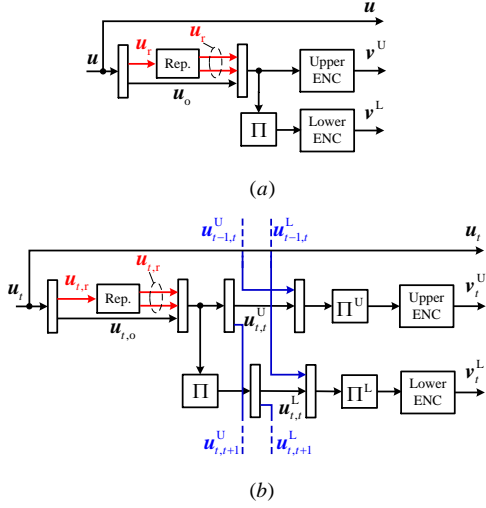 u
u_r
u_r
u
Rep.
u_o
Upper
ENC
v^U
Π
Lower
ENC
v^L
(a)
u^U_{t−1,t}
u^L_{t−1,t}
u_t
u_{t,r}
u_{t,r}
u_t
Rep.
u_{t,o}
u^U_{t,t}
Π^U
Upper
ENC
v^U_t
Π
u^L_{t,t}
Π^L
Lower
ENC
v^L_t
u^U_{t,t+1}
u^L_{t,t+1}
(b)